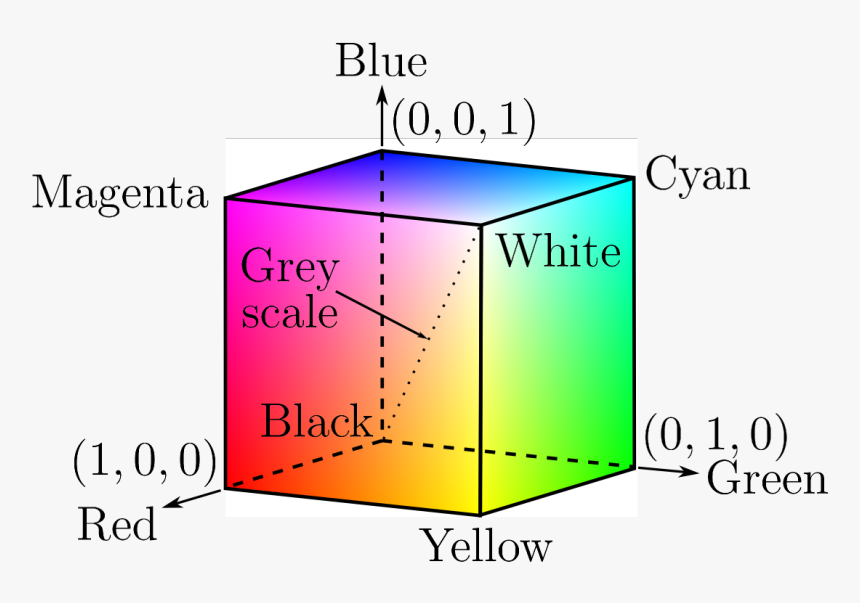 Blue
(0, 0, 1)
Magenta
Cyan
White
Grey
scale
Black
(1, 0, 0)
(0, 1, 0)
Green
Red
Yellow